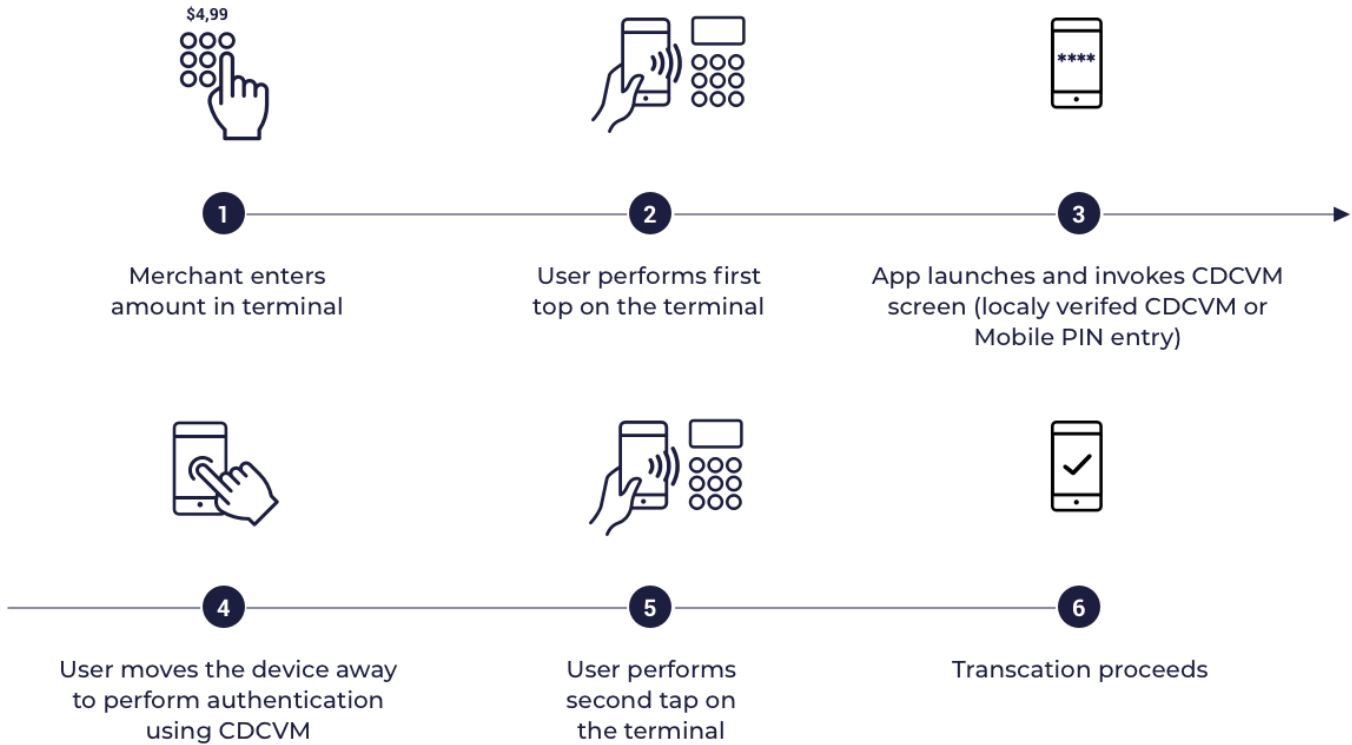 $4,99
****
1
2
3
Merchant enters
amount in terminal
User performs first
top on the terminal
App launches and invokes CDCVM
screen (localy verifed CDCVM or
Mobile PIN entry)
4
5
6
User moves the device away
to perform authentication
using CDCVM
User performs
second tap on
the terminal
Transcation proceeds